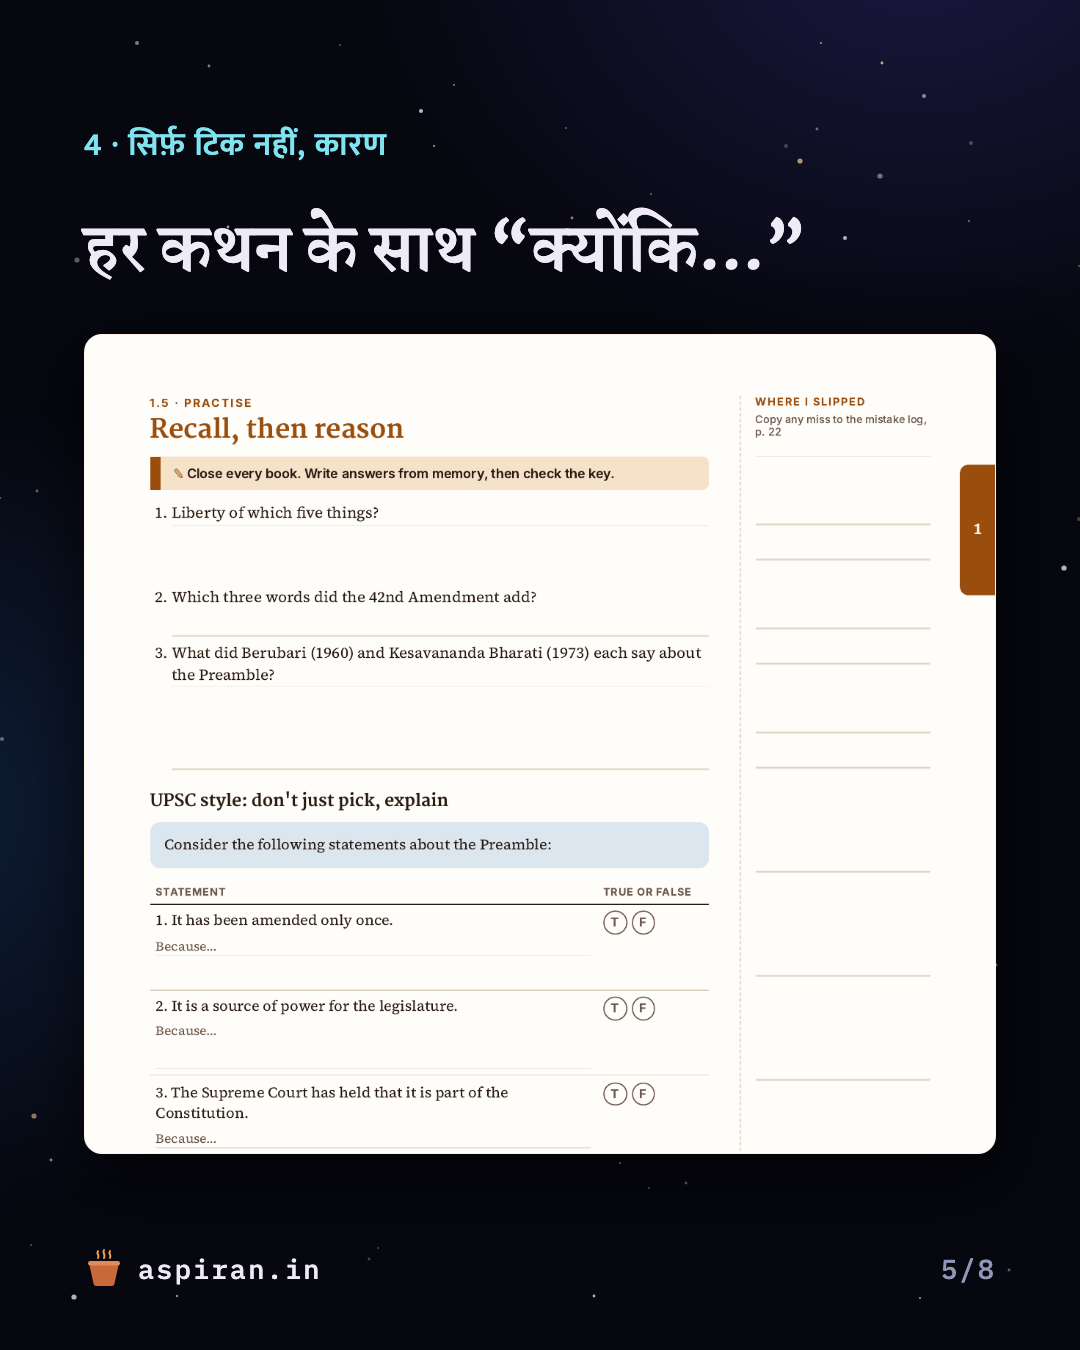 4 · सिर्फ़ टिक नहीं, कारण
हर कथन के साथ “क्योंकि…”
1.5 · PRACTISE
Recall, then reason
✎ Close every book. Write answers from memory, then check the key.
1. Liberty of which five things?
2. Which three words did the 42nd Amendment add?
3. What did Berubari (1960) and Kesavananda Bharati (1973) each say about
the Preamble?
UPSC style: don't just pick, explain
Consider the following statements about the Preamble:
STATEMENT TRUE OR FALSE
1. It has been amended only once. T F
Because...
2. It is a source of power for the legislature. T F
Because...
3. The Supreme Court has held that it is part of the T F
Constitution.
Because...
WHERE I SLIPPED
Copy any miss to the mistake log,
p. 22
1
aspiran.in
5/8